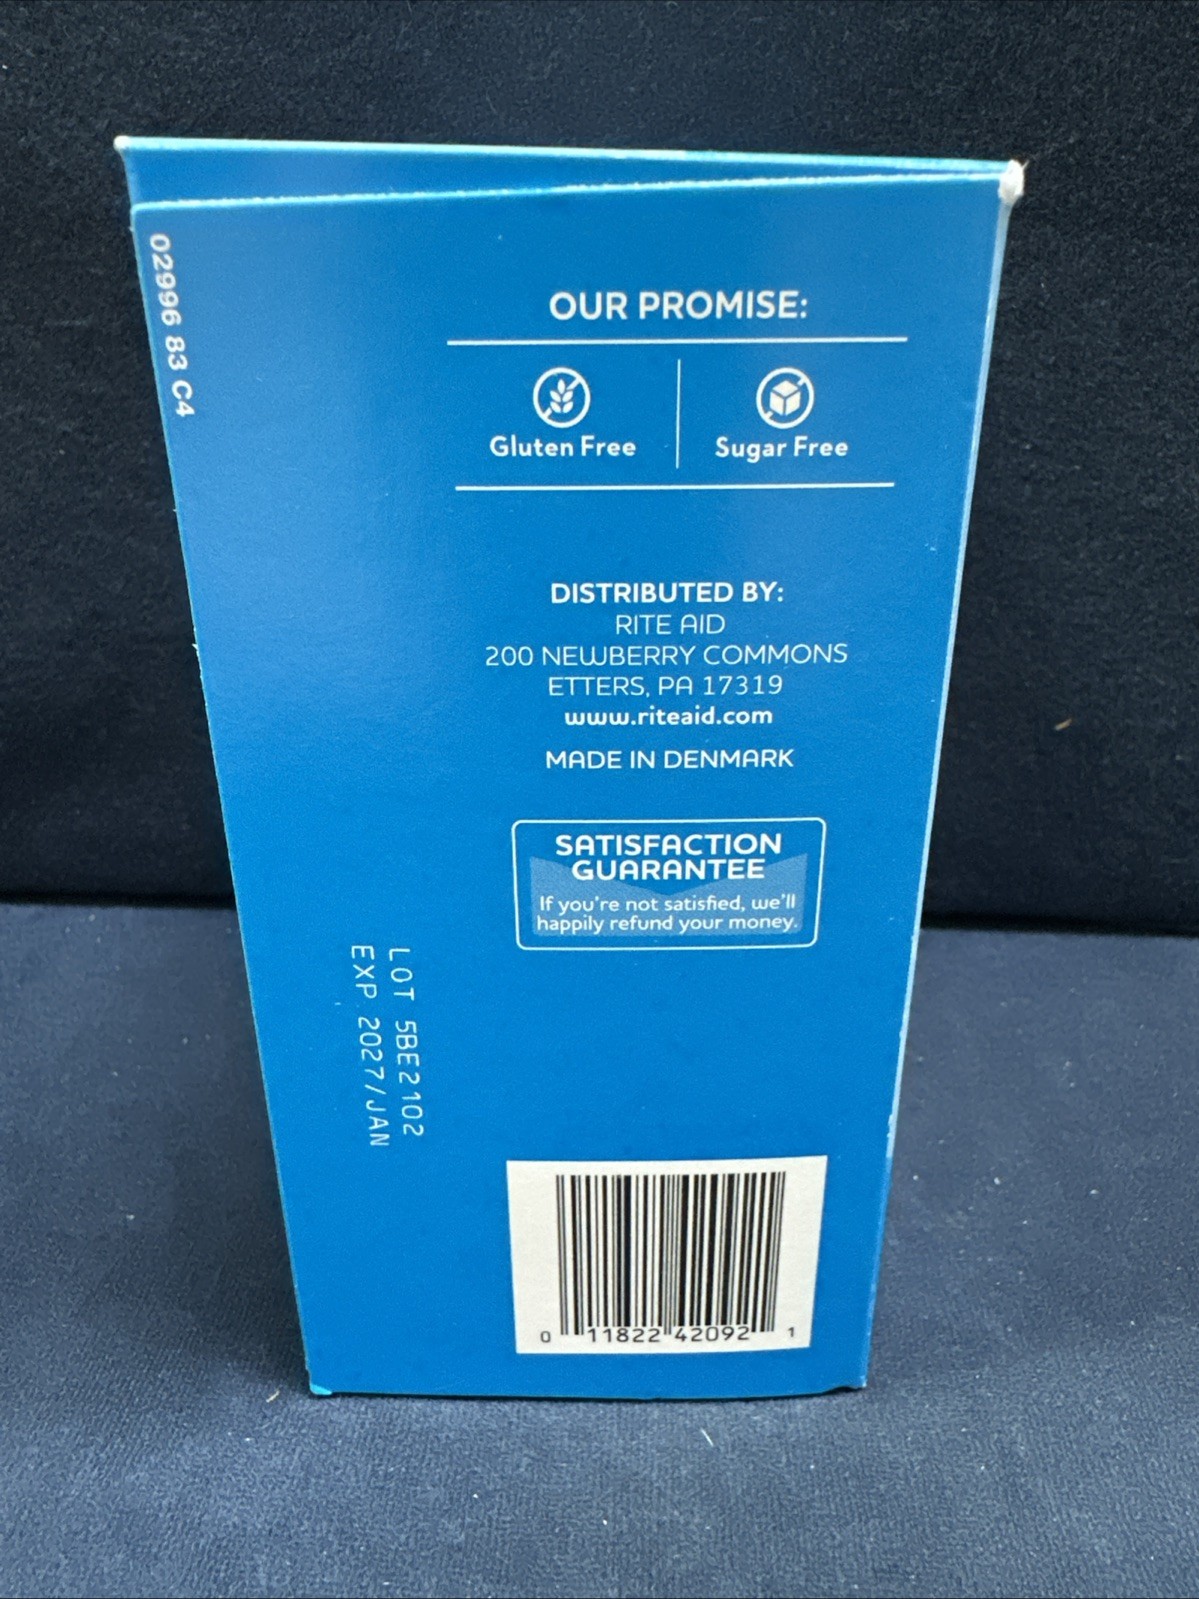 02996 83 C4
OUR PROMISE:
Gluten Free
Sugar Free
DISTRIBUTED BY:
RITE AID
200 NEWBERRY COMMONS
ETTERS, PA 17319
www.riteaid.com
MADE IN DENMARK
SATISFACTION
GUARANTEE
If you're not satisfied, we'll
happily refund your money.
LOT 5BE2102
EXP 2027/JAN
0 11822 42092 1